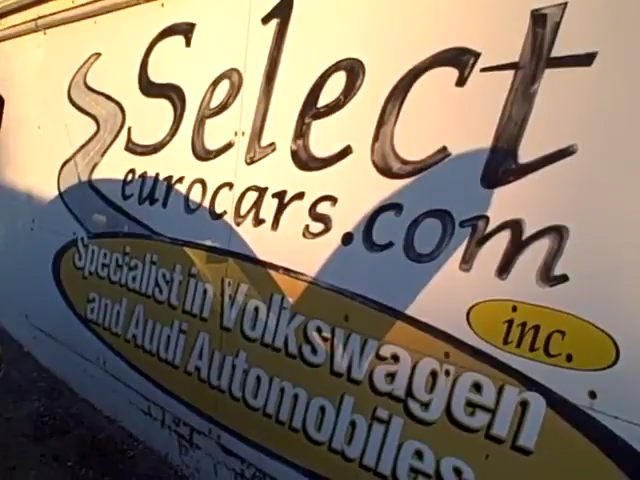 Select
eurocars.com
inc.
Specialist in Volkswagen
and Audi Automobiles